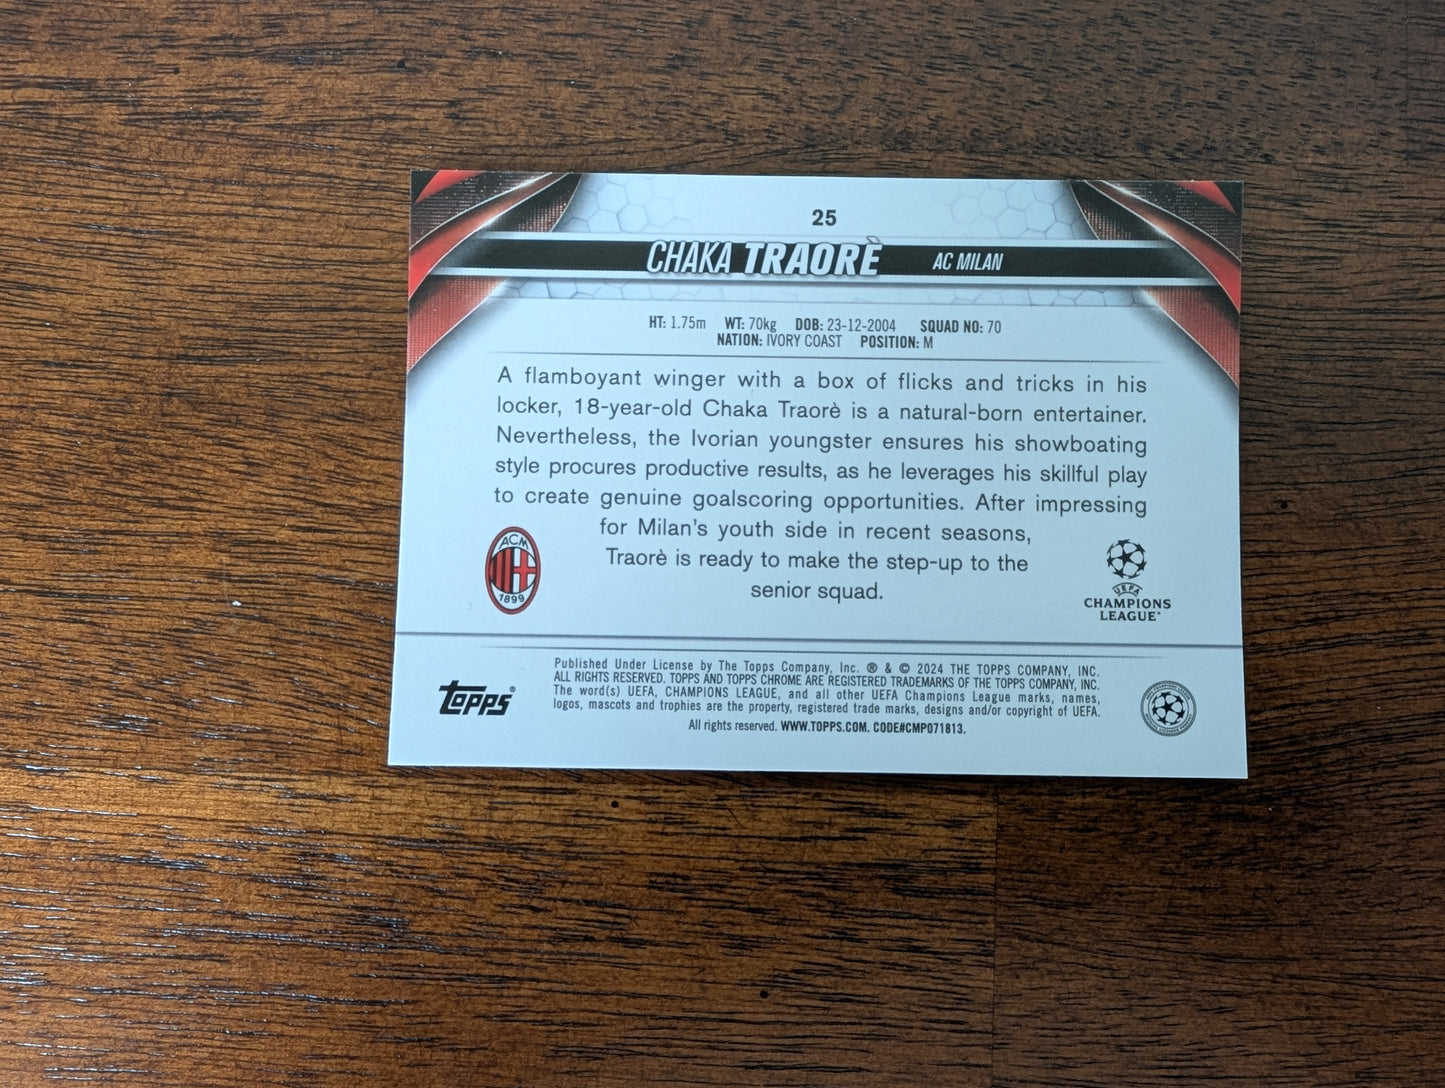 25
CHAKA TRAORÈ AC MILAN
HT: 1.75m WT: 70kg DOB: 23-12-2004 SQUAD NO: 70
NATION: IVORY COAST POSITION: M
A flamboyant winger with a box of flicks and tricks in his
locker, 18-year-old Chaka Traorè is a natural-born entertainer.
Nevertheless, the Ivorian youngster ensures his showboating
style procures productive results, as he leverages his skillful play
to create genuine goalscoring opportunities. After impressing
for Milan's youth side in recent seasons,
Traorè is ready to make the step-up to the
senior squad.
ACM
1899
UEFA
CHAMPIONS
LEAGUE®
Topps®
Published Under License by The Topps Company, Inc. ® & © 2024 THE TOPPS COMPANY, INC.
ALL RIGHTS RESERVED. TOPPS AND TOPPS CHROME ARE REGISTERED TRADEMARKS OF THE TOPPS COMPANY, INC.
The word(s) UEFA, CHAMPIONS LEAGUE, and all other UEFA Champions League marks, names,
logos, mascots and trophies are the property, registered trade marks, designs and/or copyright of UEFA.
All rights reserved. WWW.TOPPS.COM. CODE#CMP071813.